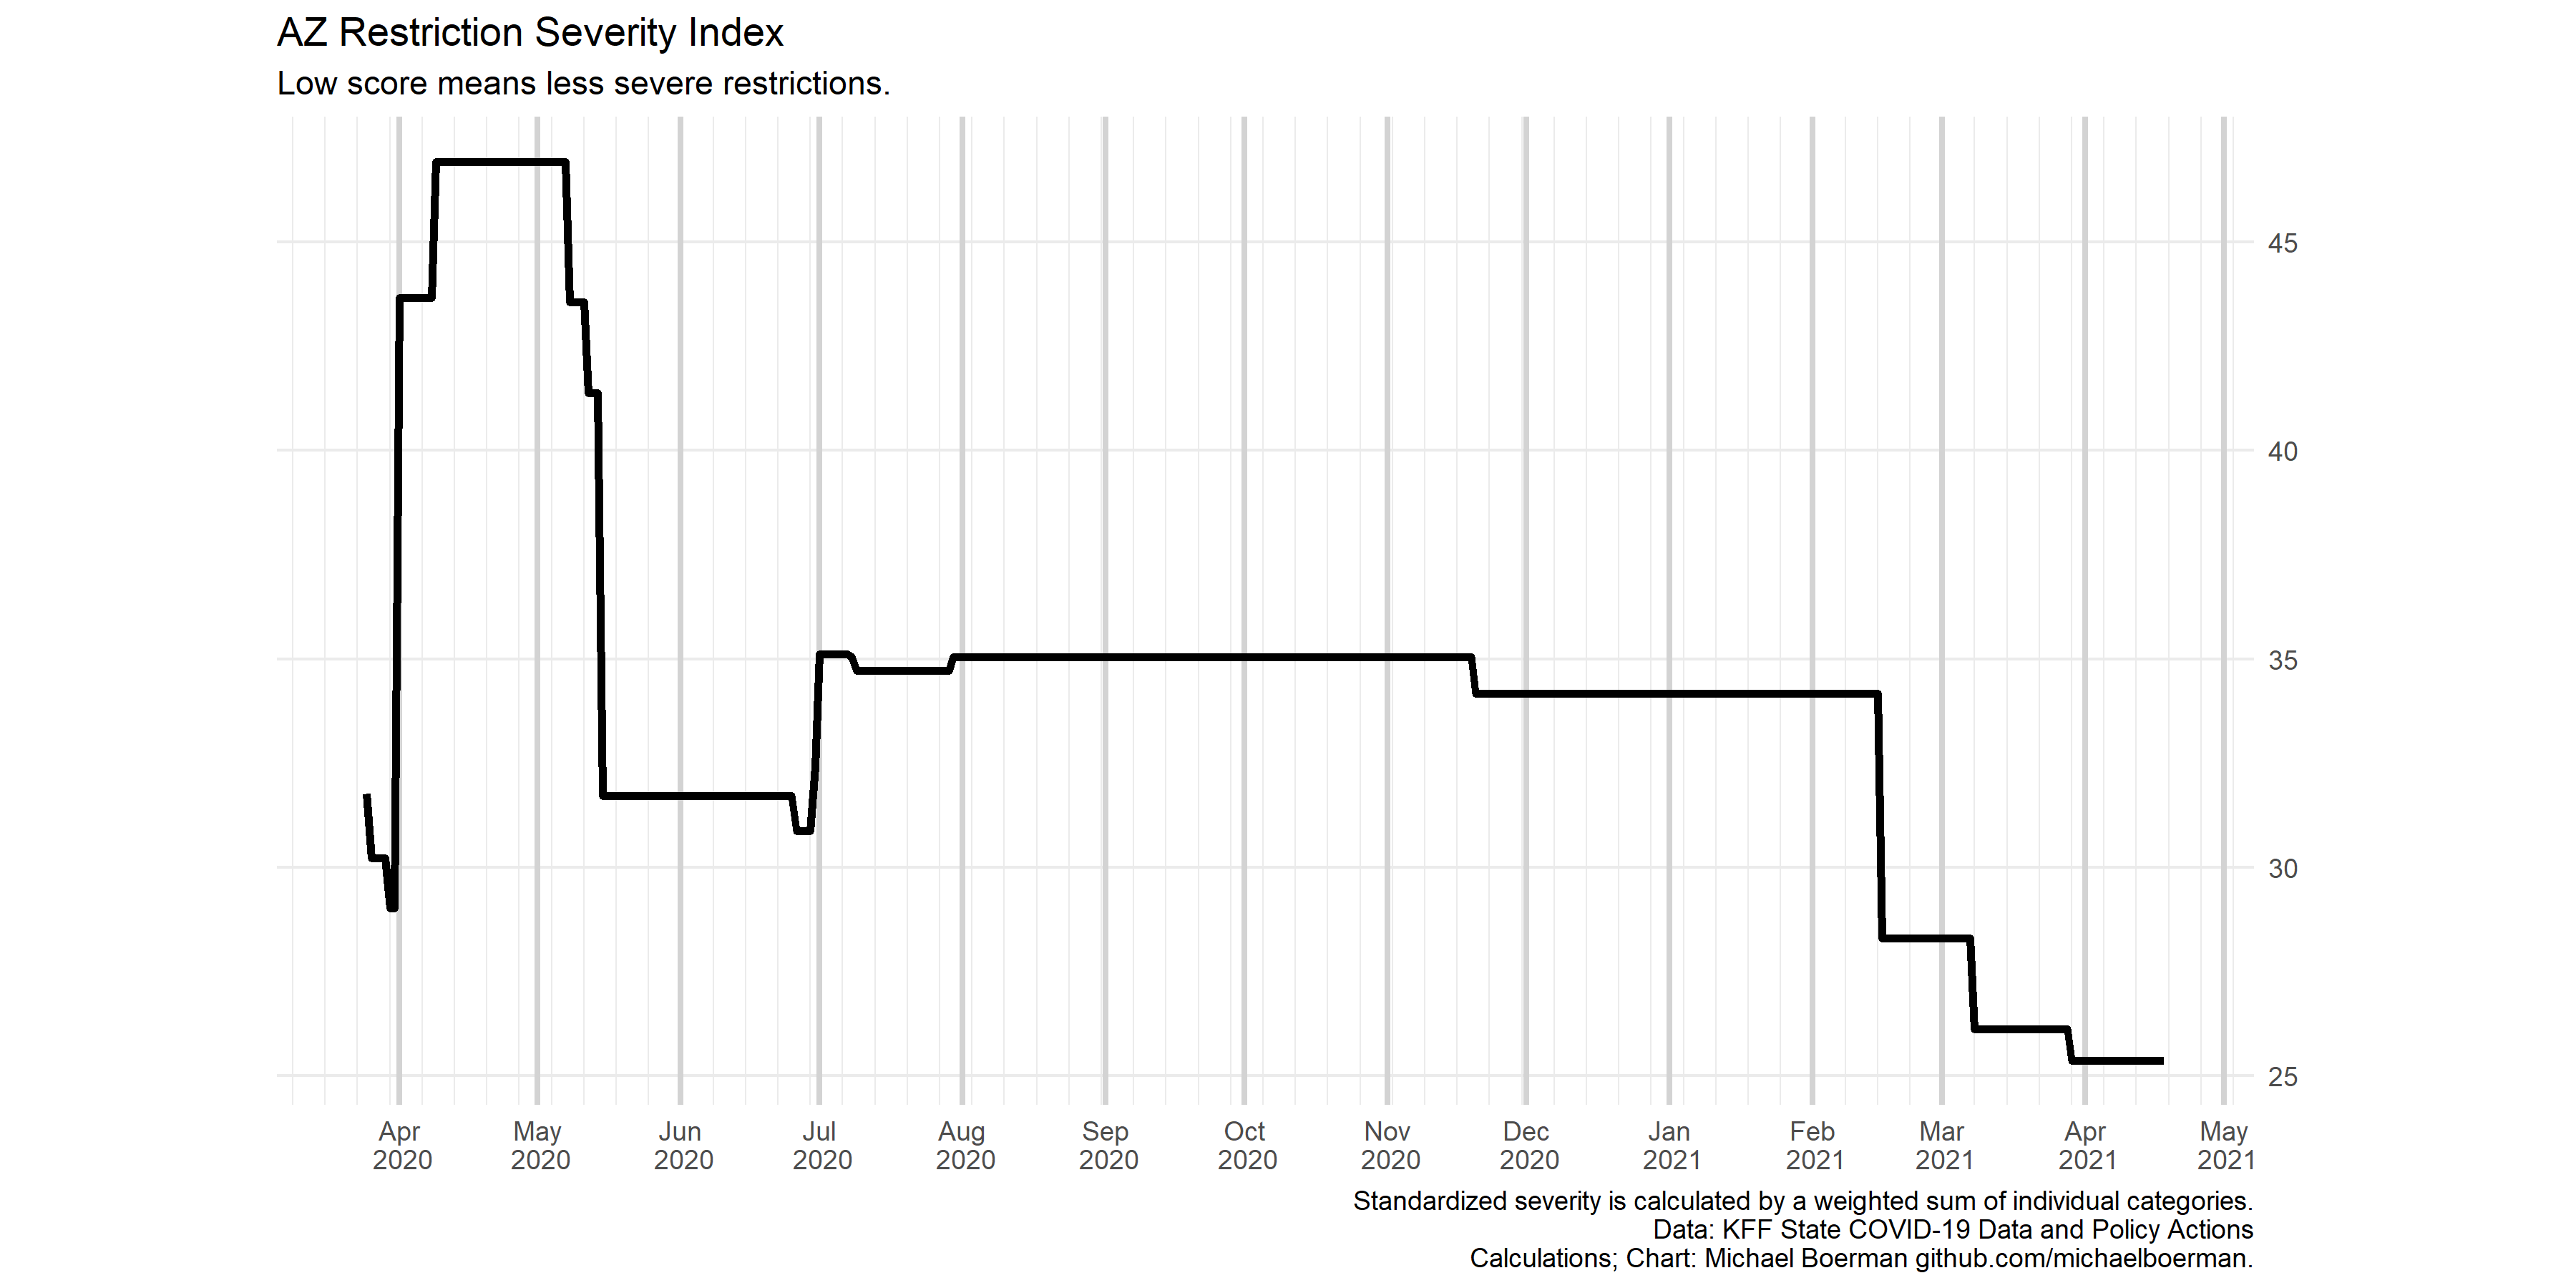 AZ Restriction Severity Index
Low score means less severe restrictions.
45
40
35
30
25
Apr May Jun Jul Aug Sep Oct Nov Dec Jan Feb Mar Apr May
2020 2020 2020 2020 2020 2020 2020 2020 2020 2021 2021 2021 2021 2021
Standardized severity is calculated by a weighted sum of individual categories.
Data: KFF State COVID-19 Data and Policy Actions
Calculations; Chart: Michael Boerman github.com/michaelboerman.